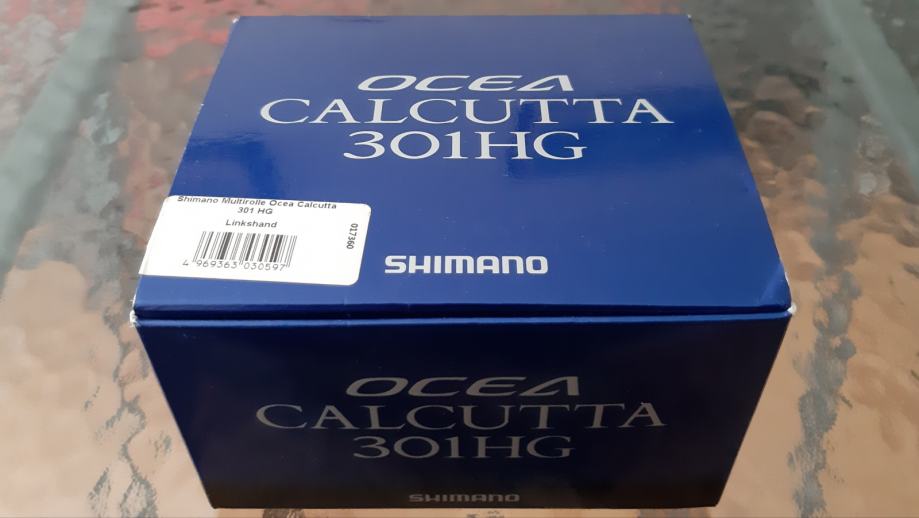 OCEA
CALCUTTA
301HG
Shimano Multirolle Ocea Calcutta
301 HG
Linkshand
017360
4 969363 030597
SHIMANO
OCEA
CALCUTTA
301HG
SHIMANO